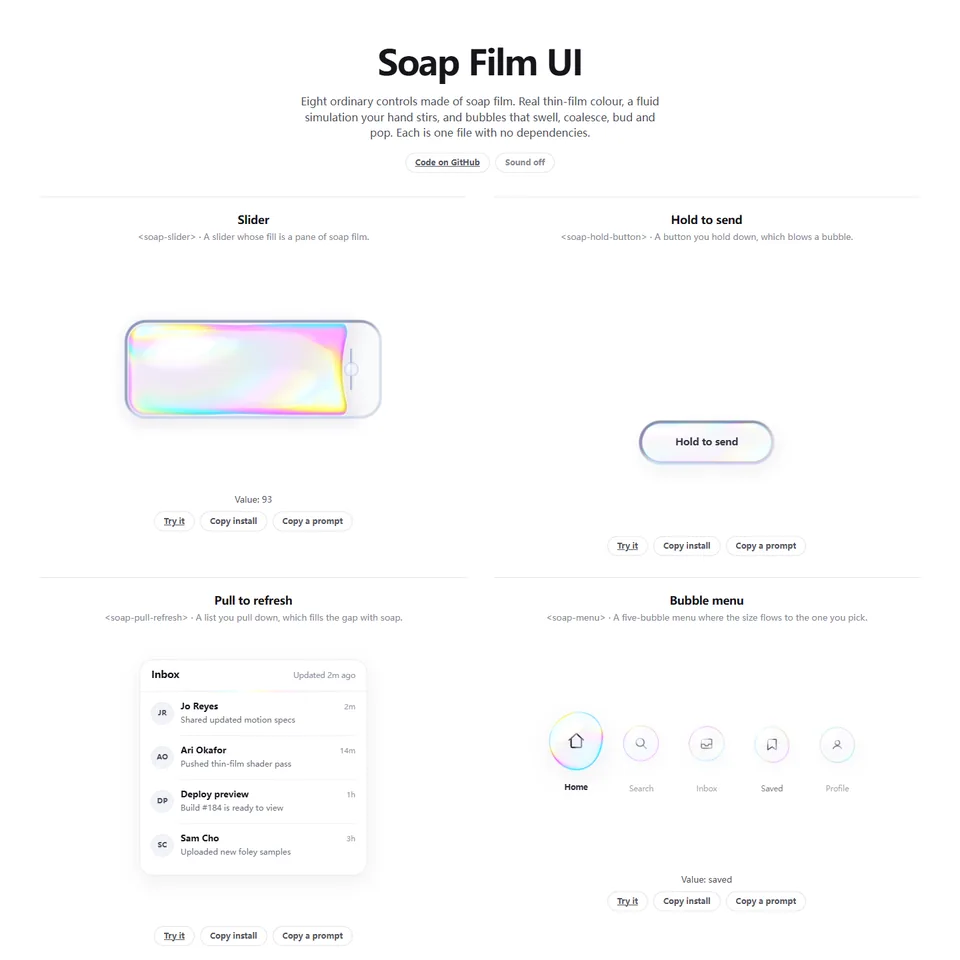 Soap Film UI
Eight ordinary controls made of soap film. Real thin-film colour, a fluid
simulation your hand stirs, and bubbles that swell, coalesce, bud and
pop. Each is one file with no dependencies.
Code on GitHub
Sound off
Slider
<soap-slider> · A slider whose fill is a pane of soap film.
Value: 93
Try it
Copy install
Copy a prompt
Hold to send
<soap-hold-button> · A button you hold down, which blows a bubble.
Hold to send
Try it
Copy install
Copy a prompt
Pull to refresh
<soap-pull-refresh> · A list you pull down, which fills the gap with soap.
Inbox
Updated 2m ago
JR
Jo Reyes
2m
Shared updated motion specs
AO
Ari Okafor
14m
Pushed thin-film shader pass
DP
Deploy preview
1h
Build #184 is ready to view
SC
Sam Cho
3h
Uploaded new foley samples
Try it
Copy install
Copy a prompt
Bubble menu
<soap-menu> · A five-bubble menu where the size flows to the one you pick.
Home
Search
Inbox
Saved
Profile
Value: saved
Try it
Copy install
Copy a prompt